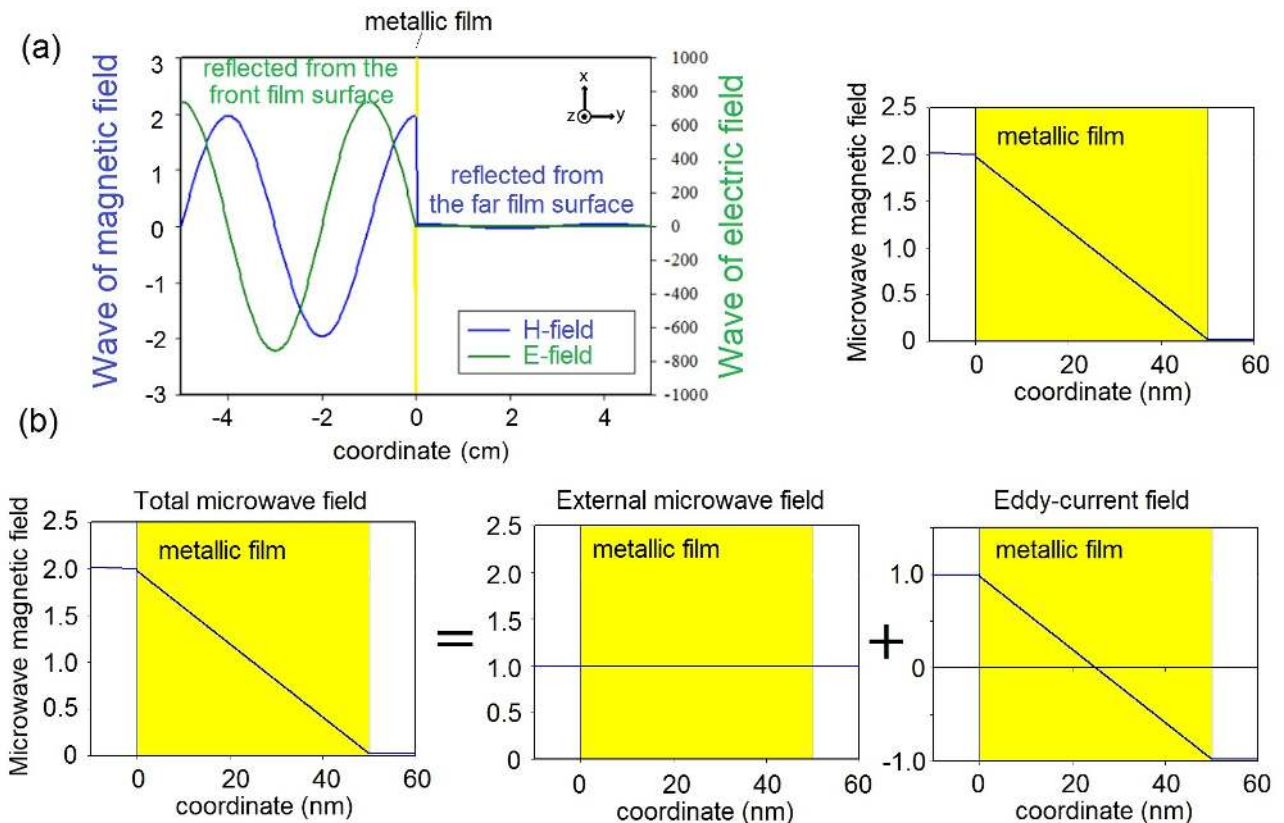 metallic film
(a)
Wave of magnetic field
3
2
1
0
-1
-2
-3
reflected from the
front film surface
x
z
y
reflected from
the far film surface
H-field
E-field
-4
-2
0
2
4
coordinate (cm)
1000
800
600
400
200
0
-200
-400
-600
-800
-1000
Wave of electric field
Microwave magnetic field
2.5
2.0
1.5
1.0
0.5
0
metallic film
0
20
40
60
coordinate (nm)
(b)
Total microwave field
Microwave magnetic field
2.5
2.0
1.5
1.0
0.5
0
metallic film
0
20
40
60
coordinate (nm)
=
External microwave field
2.5
2.0
1.5
1.0
0.5
0
metallic film
0
20
40
60
coordinate (nm)
+
Eddy-current field
1.0
0
-1.0
metallic film
0
20
40
60
coordinate (nm)